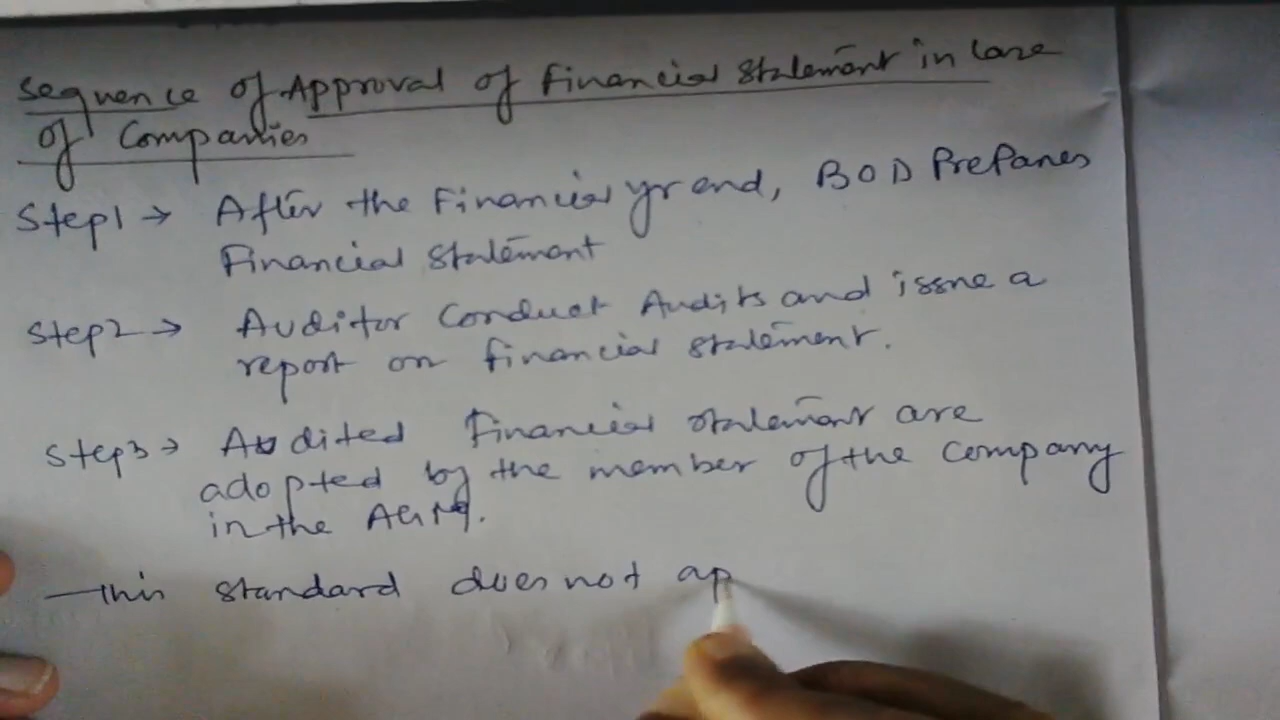 Sequence of Approval of Financial Statement in Case
of Companies
Step1 → After the Financial yr end, BOD Prepares
Financial Statement
Step2 → Auditor Conduct Audits and issue a
report on financial statement.
Step3 → Audited Financial statement are
adopted by the member of the Company
in the AGM.
This standard does not ap